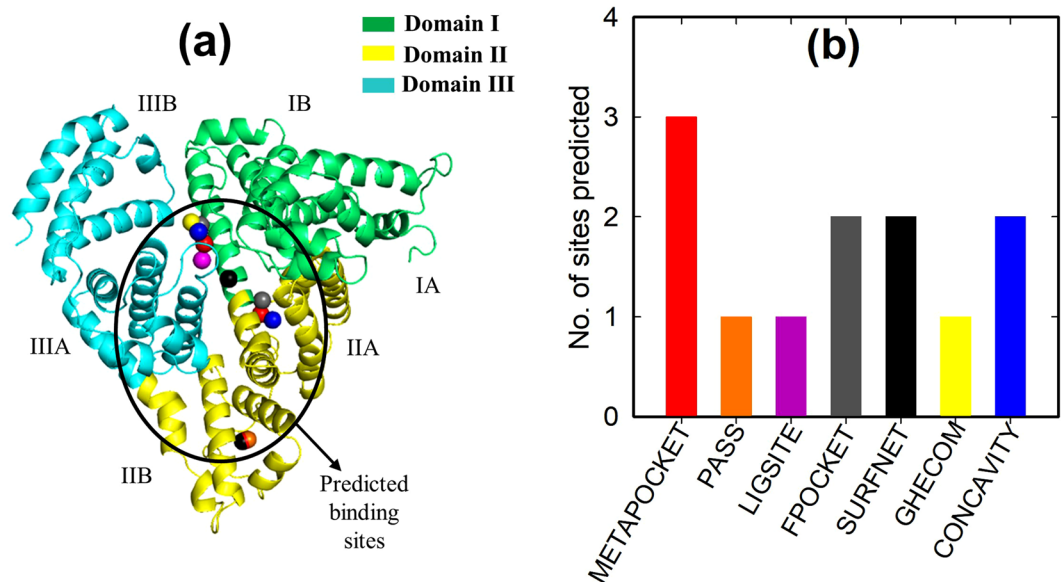 (a)
Domain I
Domain II
Domain III
IIIB
IB
IA
IIIA
IIA
IIB
Predicted
binding
sites
(b)
No. of sites predicted
4
3
2
1
0
METAPOCKET
PASS
LIGSITE
FPOCKET
SURFNET
GHECOM
CONCAVITY